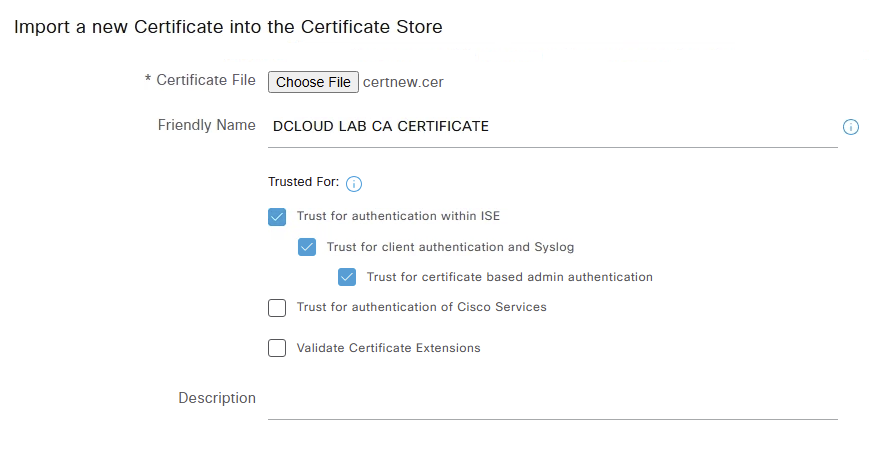 Import a new Certificate into the Certificate Store
* Certificate File Choose File certnew.cer
Friendly Name DCLOUD LAB CA CERTIFICATE
Trusted For:
Trust for authentication within ISE
Trust for client authentication and Syslog
Trust for certificate based admin authentication
Trust for authentication of Cisco Services
Validate Certificate Extensions
Description